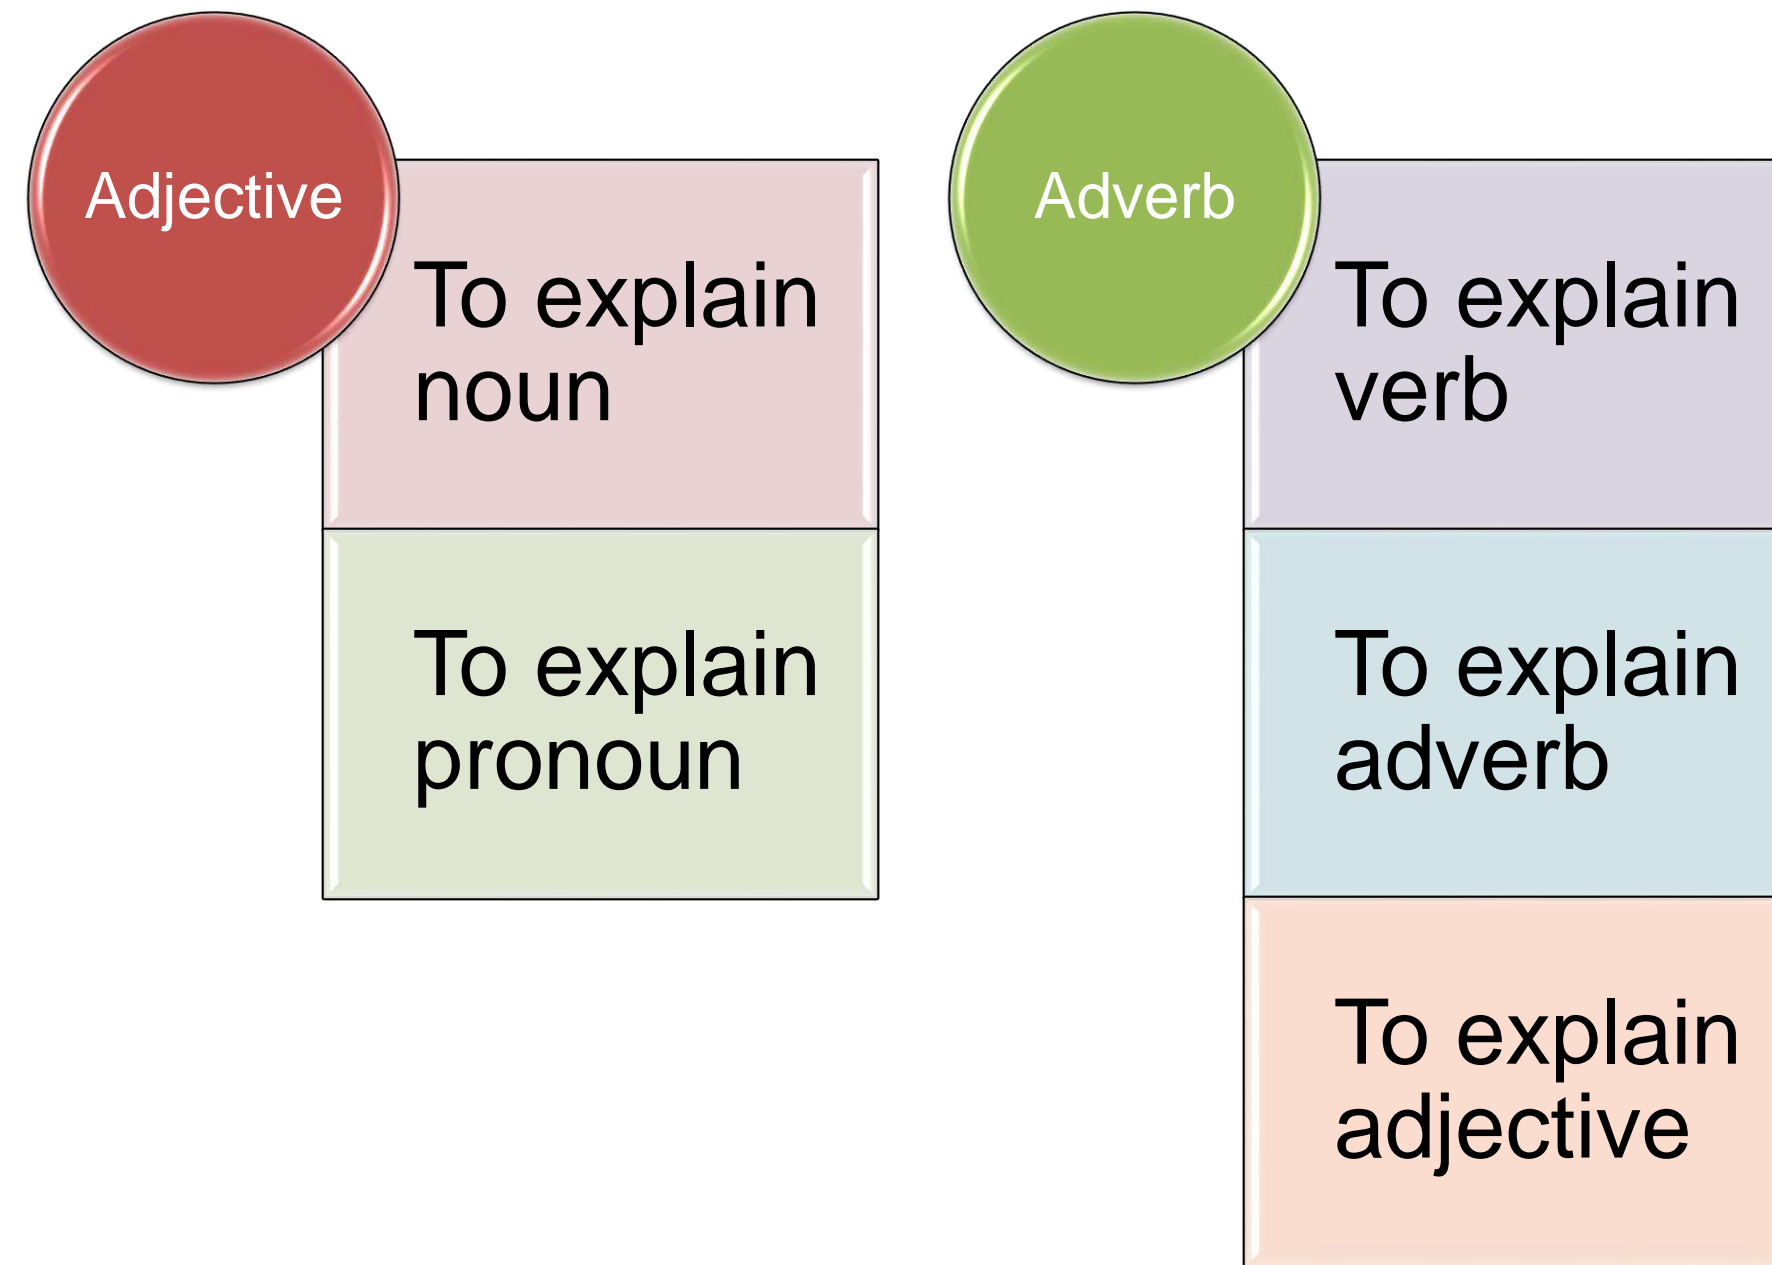 Adjective
To explain
noun
To explain
pronoun
Adverb
To explain
verb
To explain
adverb
To explain
adjective